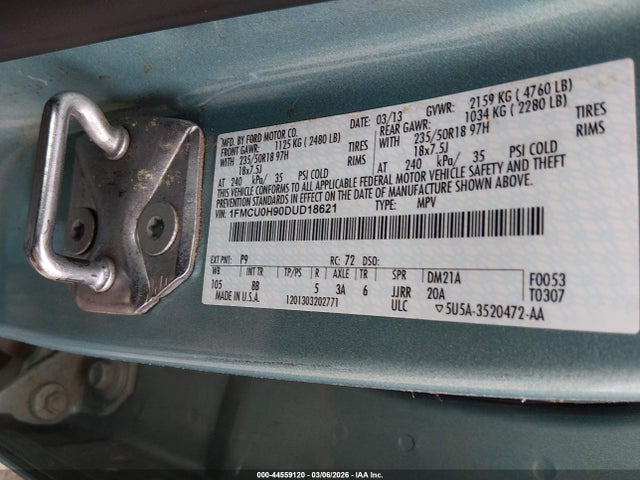 MFD. BY FORD MOTOR CO.
DATE: 03/13 GVWR: 2159 KG ( 4760 LB)
FRONT GAWR: 1125 KG ( 2480 LB) REAR GAWR: 1034 KG ( 2280 LB)
WITH 235/50R18 97H TIRES WITH 235/50R18 97H TIRES
18x7.5J RIMS 18x7.5J RIMS
AT 240 kPa/ 35 PSI COLD AT 240 kPa/ 35 PSI COLD
THIS VEHICLE CONFORMS TO ALL APPLICABLE FEDERAL MOTOR VEHICLE SAFETY AND THEFT
PREVENTION STANDARDS IN EFFECT ON THE DATE OF MANUFACTURE SHOWN ABOVE.
VIN: 1FMCU0H90DUD18621 TYPE: MPV
EXT PNT: P9 RC: 72 DSO:
WB INT TR TP/PS R AXLE TR SPR DM21A F0053
105 BB 5 3A 6 JJRR 20A T0307
MADE IN U.S.A. 1201303202771 ULC ▽5U5A-3520472-AA
000-44559120 - 03/06/2026 - IAA Inc.